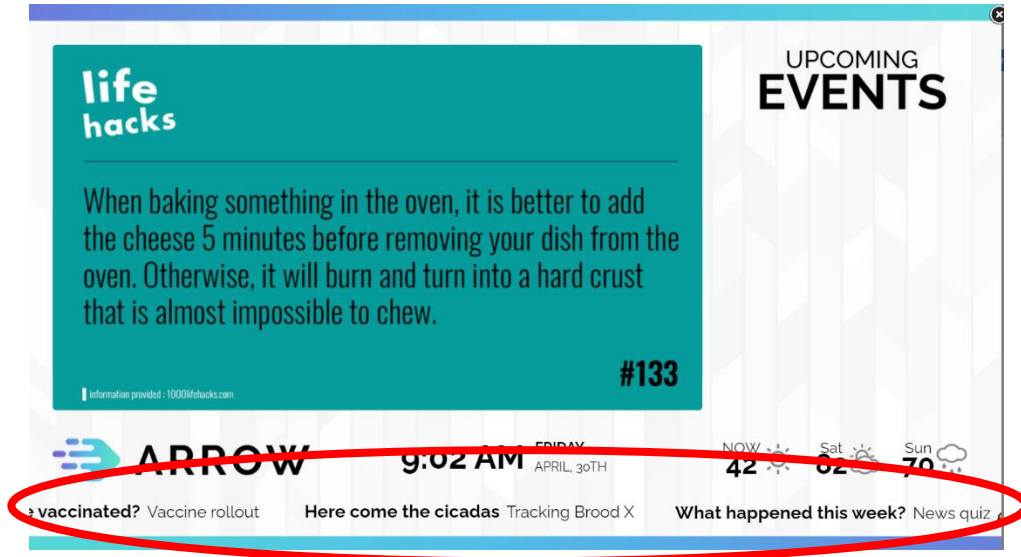 life
hacks
When baking something in the oven, it is better to add
the cheese 5 minutes before removing your dish from the
oven. Otherwise, it will burn and turn into a hard crust
that is almost impossible to chew.
#133
information provided : 1000lifehacks.com
UPCOMING
EVENTS
ARROW
9:02 AM
FRIDAY
APRIL, 30TH
NOW
42
Sat
62
Sun
70
vaccinated? Vaccine rollout
Here come the cicadas Tracking Brood X
What happened this week? News quiz